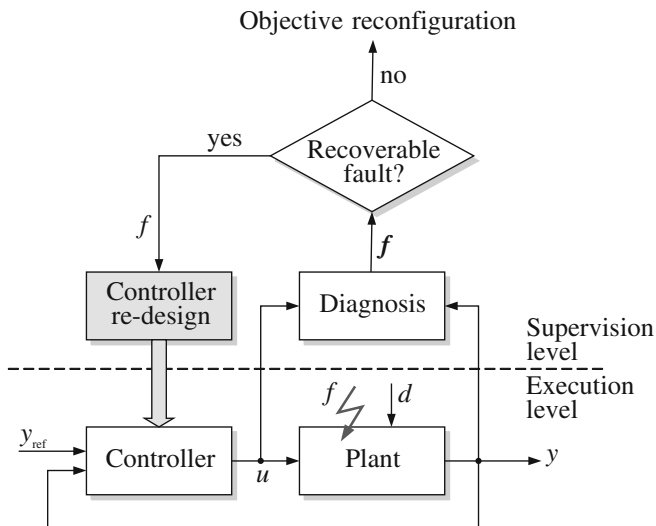 Objective reconfiguration
no
yes
Recoverable
fault?
f
f
Controller
re-design
Diagnosis
Supervision
level
Execution
level
f
d
y_ref
Controller
u
Plant
y